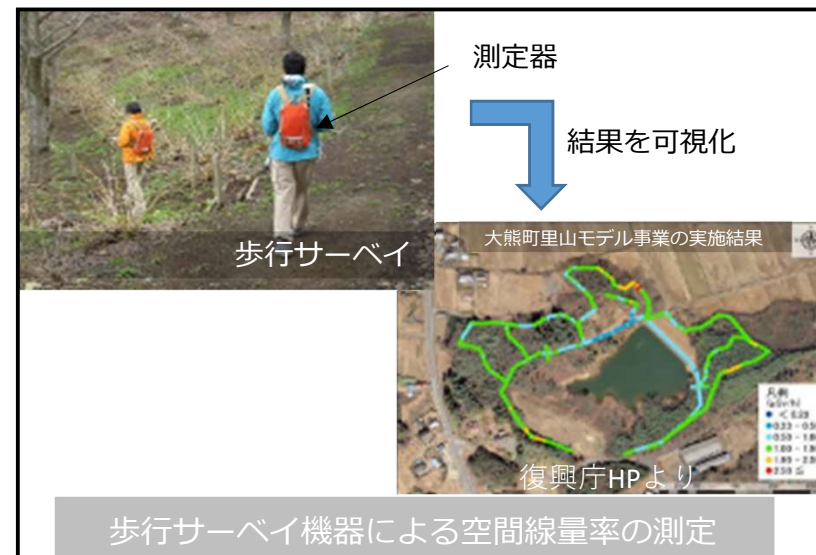 測定器
結果を可視化
歩行サーベイ
大熊町里山モデル事業の実施結果
凡例
復興庁HPより
歩行サーベイ機器による空間線量率の測定